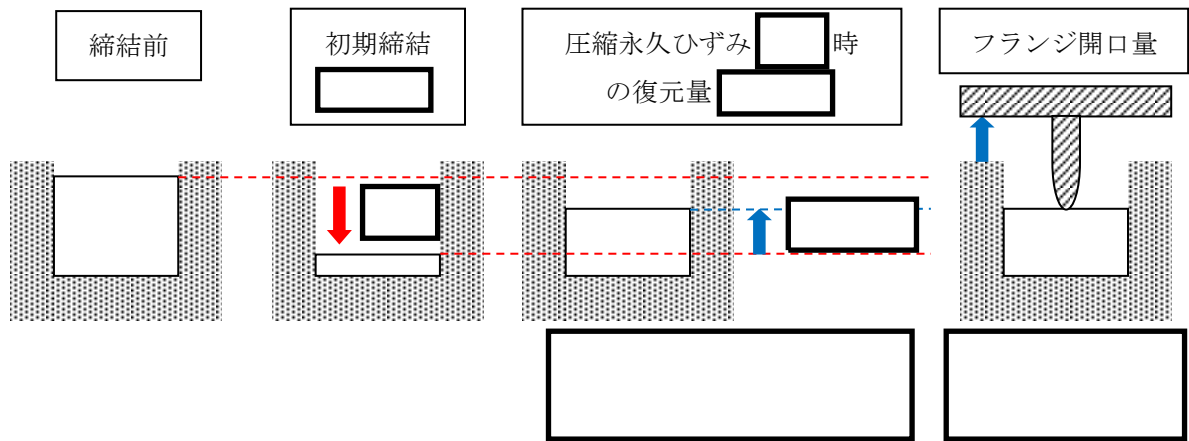 締結前
初期締結
圧縮永久ひずみ 時
の復元量
フランジ開口量